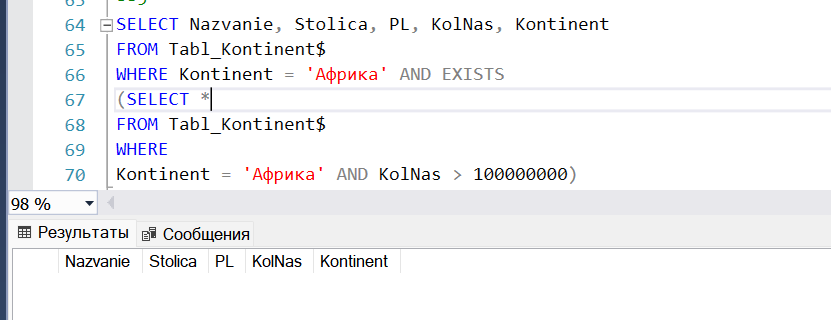 64 SELECT Nazvanie, Stolica, PL, KolNas, Kontinent
65 FROM Tabl_Kontinent$
66 WHERE Kontinent = 'Африка' AND EXISTS
67 (SELECT *
68 FROM Tabl_Kontinent$
69 WHERE
70 Kontinent = 'Африка' AND KolNas > 100000000)
98 %
Результаты Сообщения
Nazvanie Stolica PL KolNas Kontinent